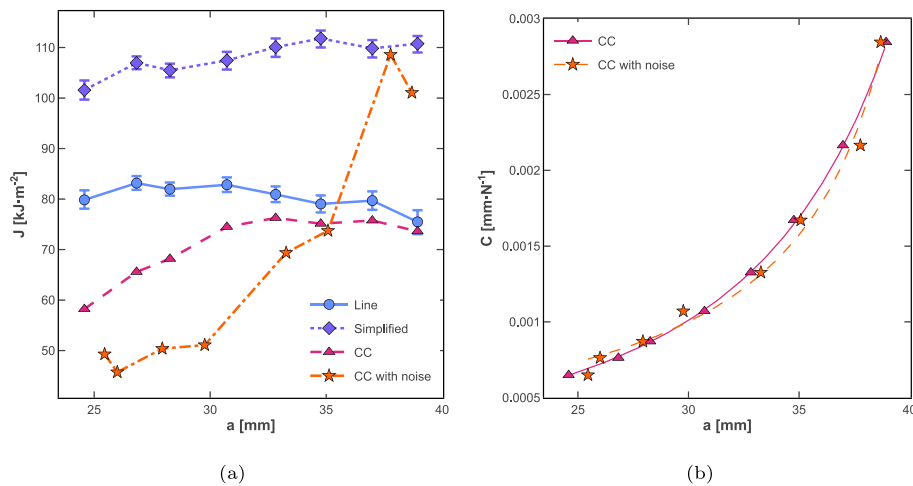 110
100
90
80
70
60
50
J [kJ·m⁻²]
25
30
35
40
a [mm]
Line
Simplified
CC
CC with noise
(a)
0.003
0.0025
0.002
0.0015
0.001
0.0005
C [mm·N⁻¹]
25
30
35
40
a [mm]
CC
CC with noise
(b)